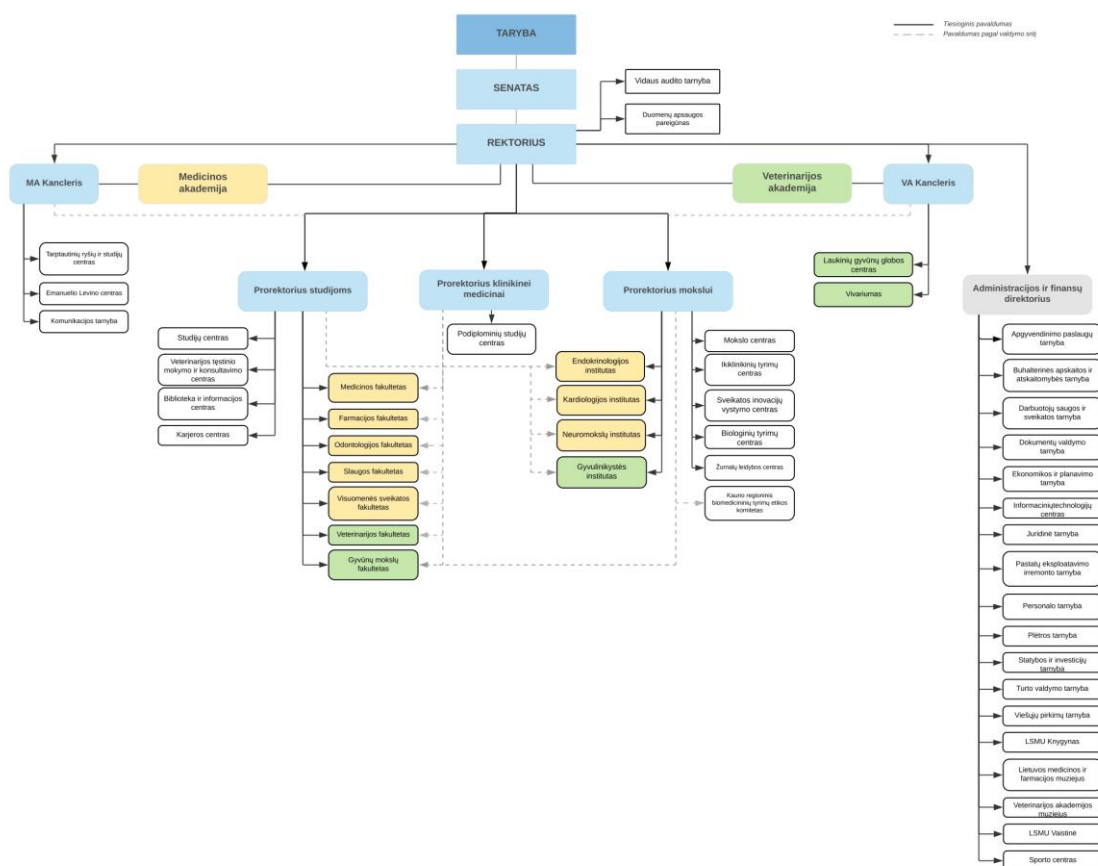 TARYBA
SENATAS
REKTORIUS
Tiesioginis pavaldumas
Pavaldumas pagal valdymo sritį
Vidaus audito tarnyba
Duomenų apsaugos
pareigūnas
MA Kancleris
Medicinos
akademija
Veterinarijos
akademija
VA Kancleris
Tarptautinių ryšių ir studijų
centras
Emanuelio Levino centras
Komunikacijos tarnyba
Laukinių gyvūnų globos
centras
Vivariumas
Prorektorius studijoms
Prorektorius klinikinei
medicinai
Prorektorius mokslui
Administracijos ir finansų
direktorius
Studijų centras
Veterinarijos tęstinio
mokymo ir konsultavimo
centras
Biblioteka ir informacijos
centras
Karjeros centras
Medicinos fakultetas
Farmacijos fakultetas
Odontologijos fakultetas
Slaugos fakultetas
Visuomenės sveikatos
fakultetas
Veterinarijos fakultetas
Gyvūnų mokslų
fakultetas
Podiplominių studijų
centras
Endokrinologijos
institutas
Kardiologijos institutas
Neuromokslų institutas
Gyvulinikystės
institutas
Mokslo centras
Ikiklinikinių tyrimų
centras
Sveikatos inovacijų
vystymo centras
Biologinių tyrimų
centras
Žurnalų leidybos centras
Kauno regioninis
biomedicininių tyrimų etikos
komitetas
Apgyvendinimo paslaugų
tarnyba
Buhalterinės apskaitos ir
atskaitomybės tarnyba
Darbuotojų saugos ir
sveikatos tarnyba
Dokumentų valdymo
tarnyba
Ekonomikos ir planavimo
tarnyba
Informaciniųtechnologijų
centras
Juridinė tarnyba
Pastatų eksploatavimo
irremonto tarnyba
Personalo tarnyba
Plėtros tarnyba
Statybos ir investicijų
tarnyba
Turto valdymo tarnyba
Viešųjų pirkimų tarnyba
LSMU Knygynas
Lietuvos medicinos ir
farmacijos muziejus
Veterinarijos akademijos
muziejus
LSMU Vaistinė
Sporto centras